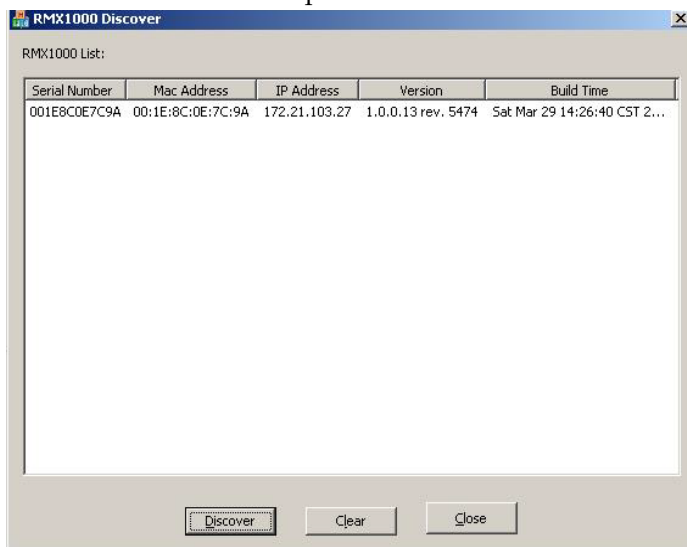 RMX1000 Discover
RMX1000 List:
Serial Number Mac Address IP Address Version Build Time
001E8C0E7C9A 00:1E:8C:0E:7C:9A 172.21.103.27 1.0.0.13 rev. 5474 Sat Mar 29 14:26:40 CST 2...
Discover Clear Close